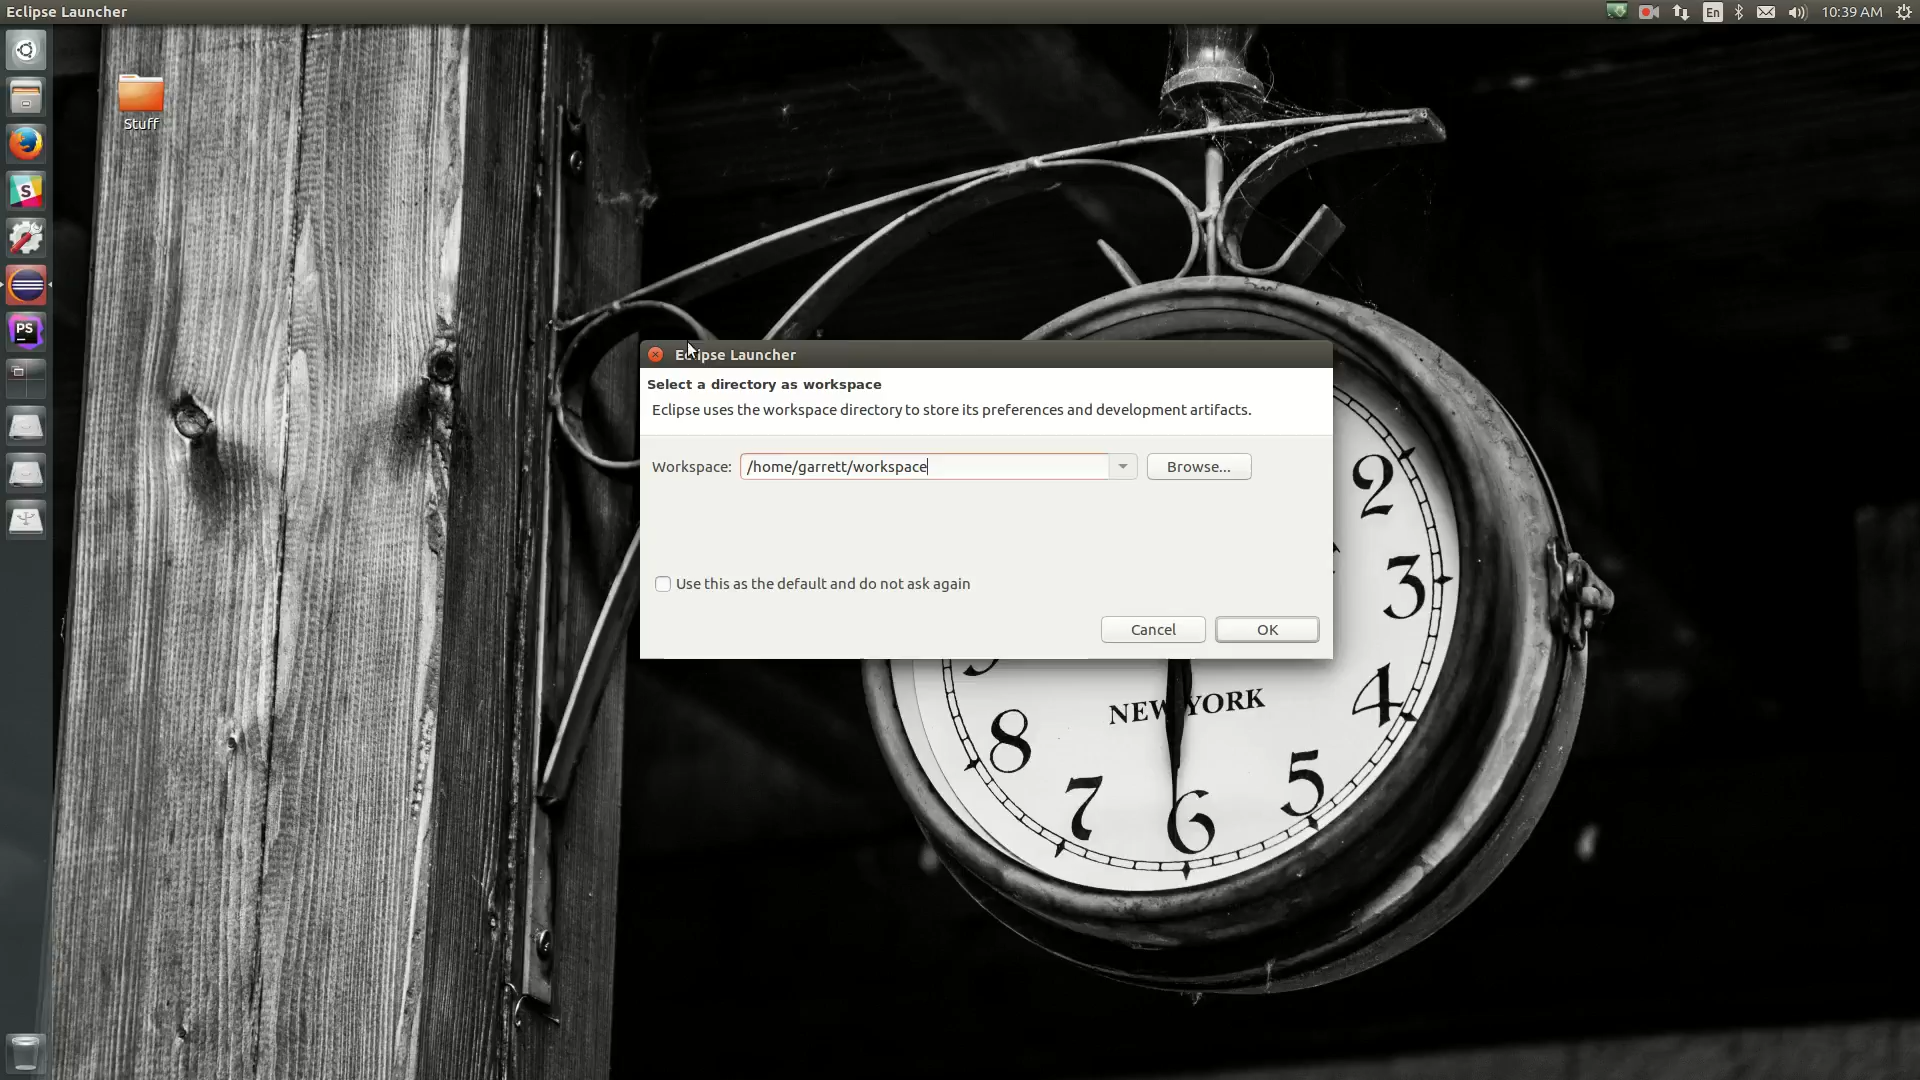 Eclipse Launcher
En
10:39 AM
Stuff
S
PS
Eclipse Launcher
Select a directory as workspace
Eclipse uses the workspace directory to store its preferences and development artifacts.
Workspace: /home/garrett/workspace Browse...
Use this as the default and do not ask again
Cancel OK
2
3
4
NEW YORK
8
5
7
6